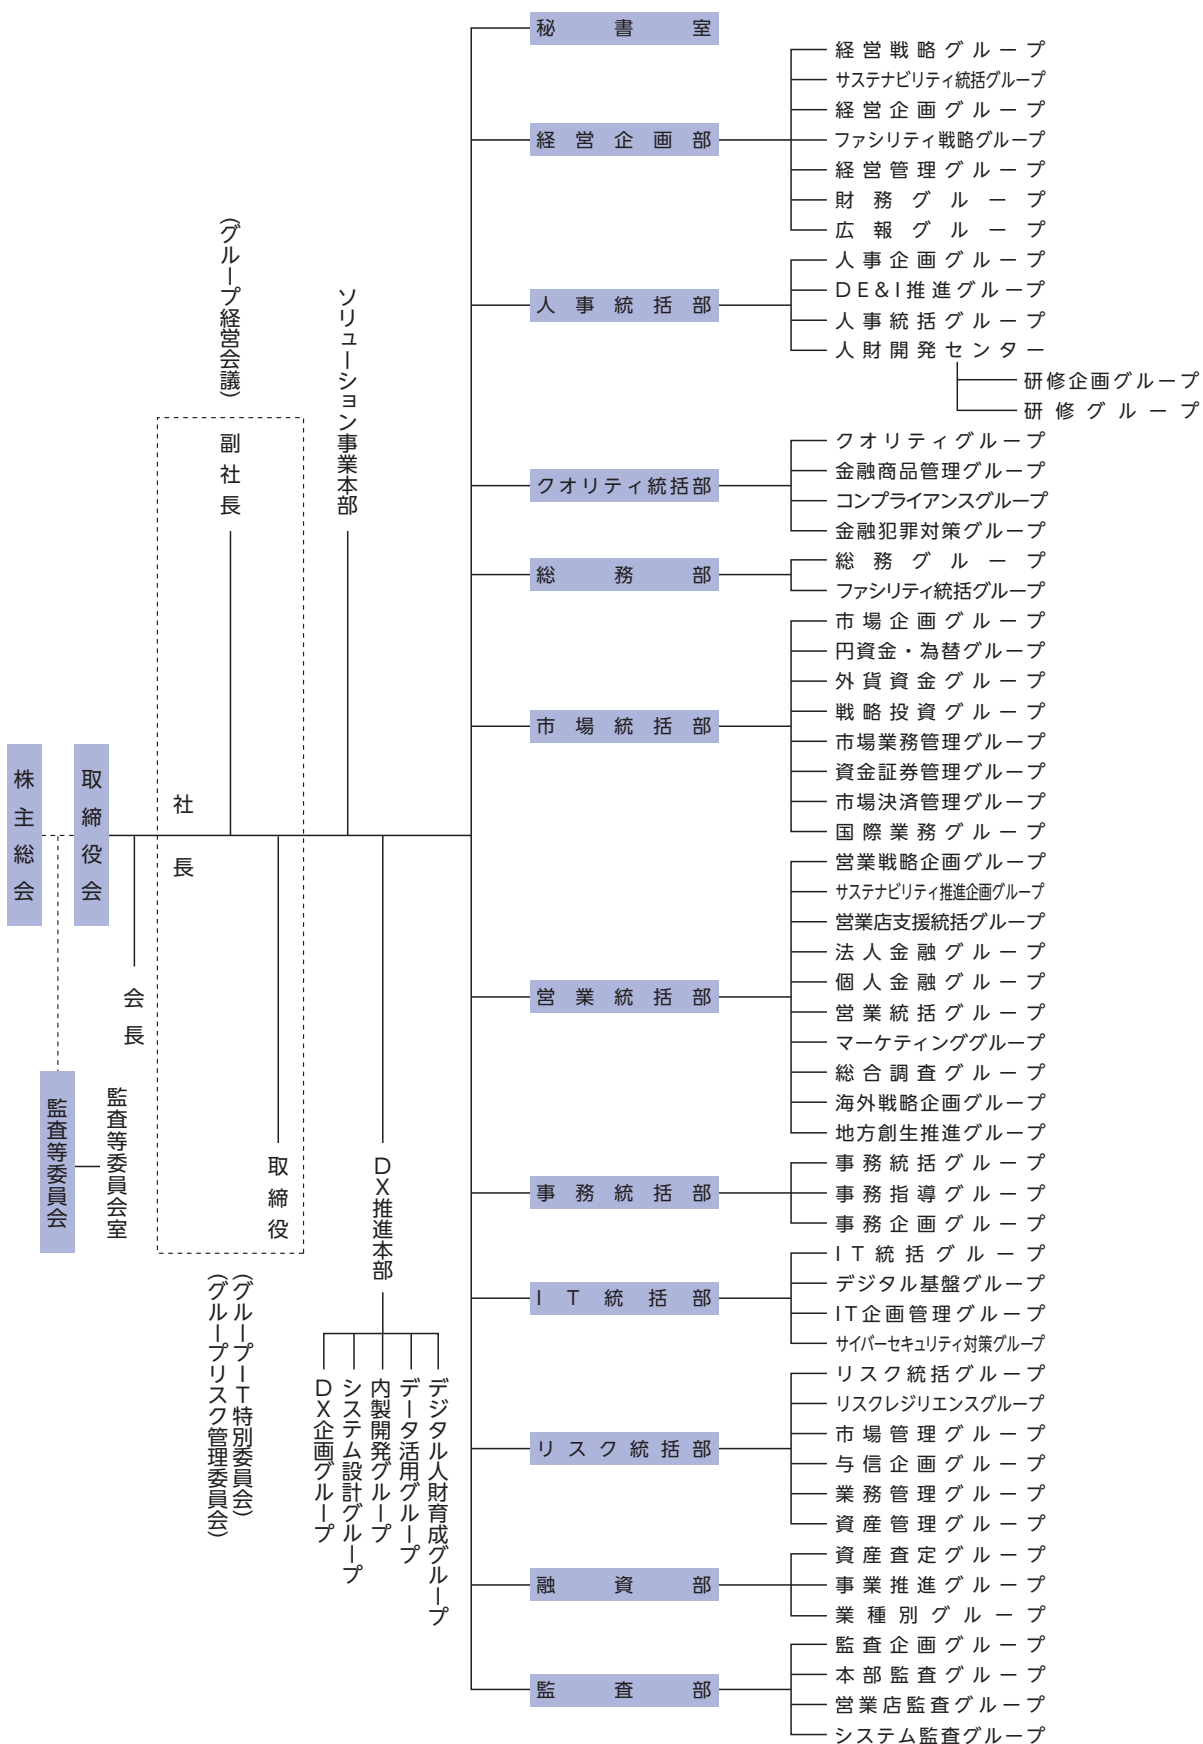 株主総会
取締役会
監査等委員会
監査等委員会室
会長
社長
(グループ経営会議)
副社長
取締役
(グループIT特別委員会)
(グループリスク管理委員会)
ソリューション事業本部
DX推進本部
デジタル人財育成グループ
データ活用グループ
内製開発グループ
システム設計グループ
DX企画グループ
秘書室
経営企画部
経営戦略グループ
サステナビリティ統括グループ
経営企画グループ
ファシリティ戦略グループ
経営管理グループ
財務グループ
広報グループ
人事統括部
人事企画グループ
DE&I推進グループ
人事統括グループ
人財開発センター
研修企画グループ
研修グループ
クオリティ統括部
クオリティグループ
金融商品管理グループ
コンプライアンスグループ
金融犯罪対策グループ
総務部
総務グループ
ファシリティ統括グループ
市場統括部
市場企画グループ
円資金・為替グループ
外貨資金グループ
戦略投資グループ
市場業務管理グループ
資金証券管理グループ
市場決済管理グループ
国際業務グループ
営業統括部
営業戦略企画グループ
サステナビリティ推進企画グループ
営業店支援統括グループ
法人金融グループ
個人金融グループ
営業統括グループ
マーケティンググループ
総合調査グループ
海外戦略企画グループ
地方創生推進グループ
事務統括部
事務統括グループ
事務指導グループ
事務企画グループ
IT統括部
IT統括グループ
デジタル基盤グループ
IT企画管理グループ
サイバーセキュリティ対策グループ
リスク統括部
リスク統括グループ
リスクレジリエンスグループ
市場管理グループ
与信企画グループ
業務管理グループ
資産管理グループ
融資部
資産査定グループ
事業推進グループ
業種別グループ
監査部
監査企画グループ
本部監査グループ
営業店監査グループ
システム監査グループ